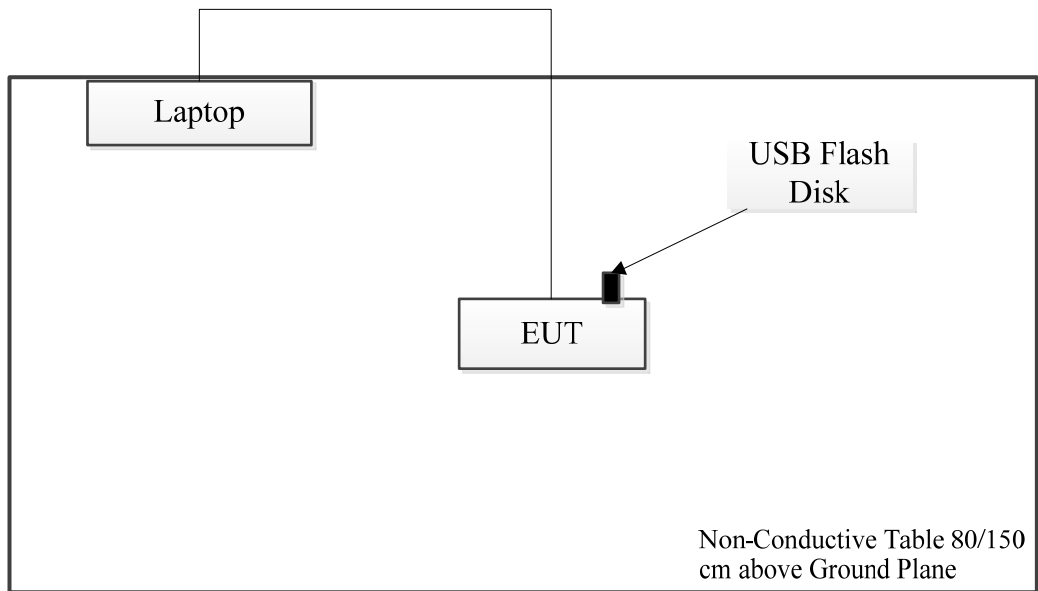 Laptop
USB Flash
Disk
EUT
Non-Conductive Table 80/150
cm above Ground Plane